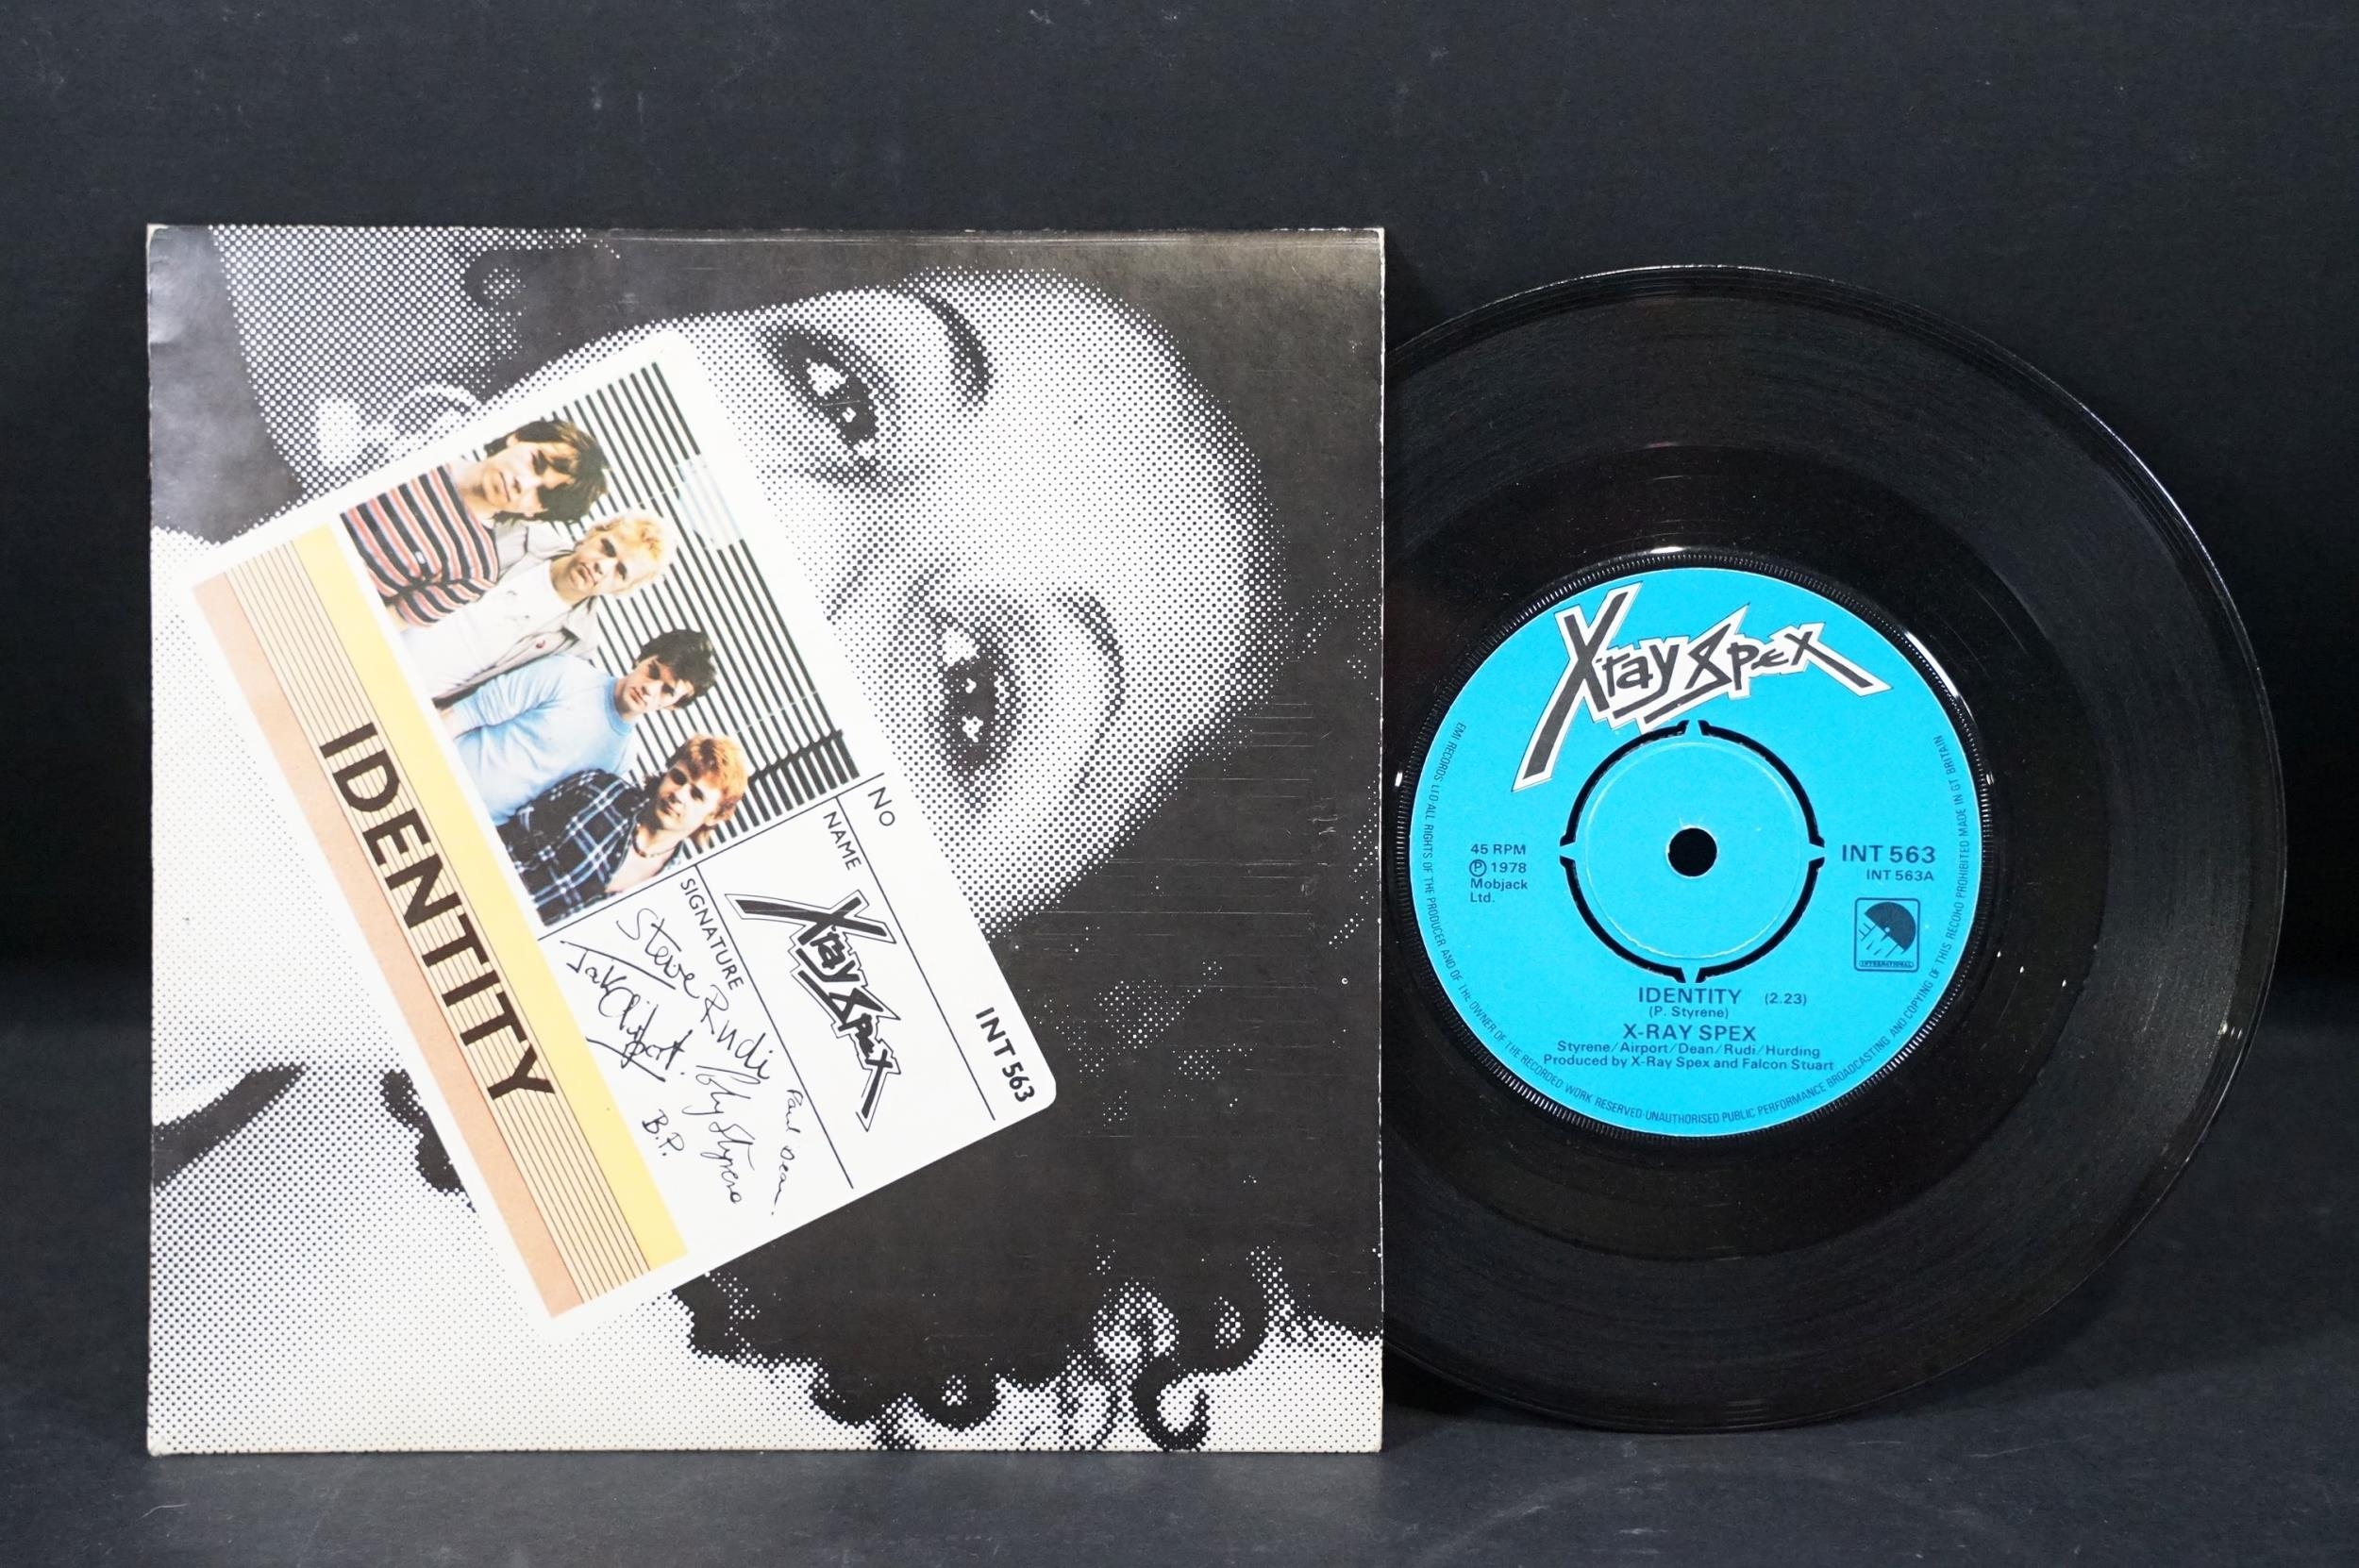 IDENTITY
NO
INT 563
NAME
Xray Spex
SIGNATURE
Steve Rudi
Jak Airport.
Poly Styrene
Paul Dean.
B.P.
Xray Spex
45 RPM
Ⓟ 1978
Mobjack
Ltd.
INT 563
INT 563A
INTERNATIONAL
IDENTITY (2.23)
(P. Styrene)
X-RAY SPEX
Styrene/Airport/Dean/Rudi/Hurding
Produced by X-Ray Spex and Falcon Stuart
EMI RECORDS LTD ALL RIGHTS OF THE PRODUCER AND OF THE OWNER OF THE RECORDED WORK RESERVED·UNAUTHORISED PUBLIC PERFORMANCE BROADCASTING AND COPYING OF THIS RECORD PROHIBITED MADE IN GT BRITAIN